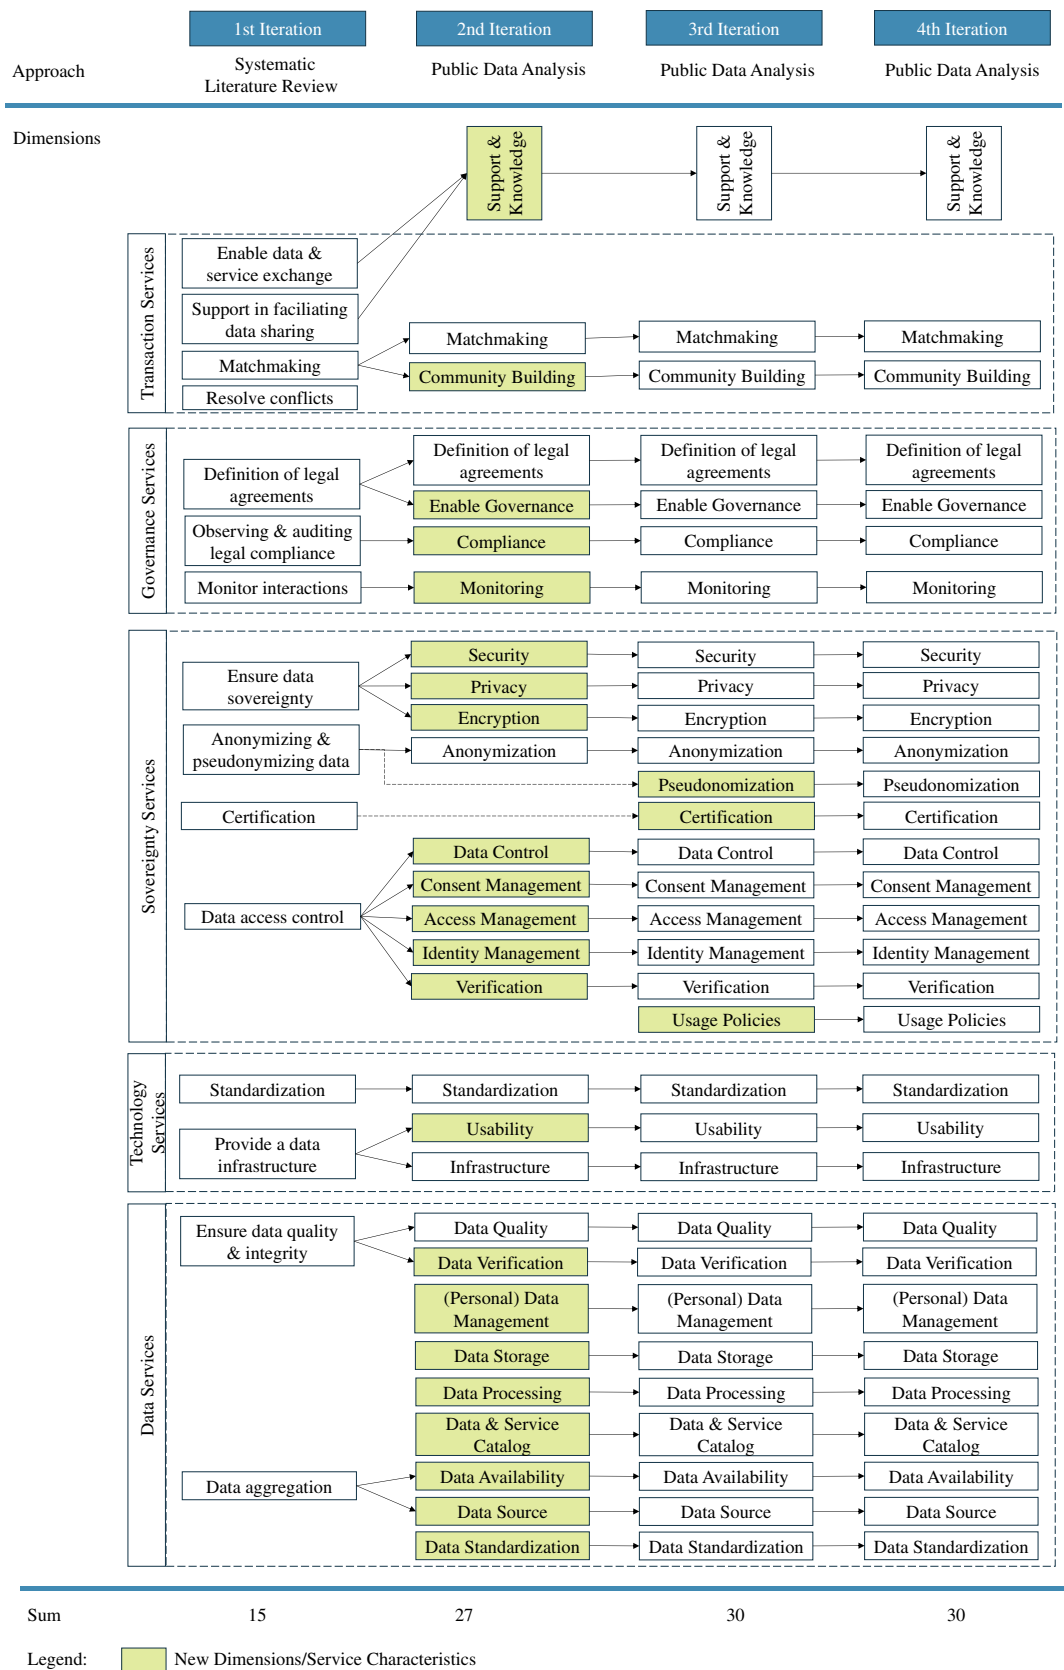 1st Iteration
2nd Iteration
3rd Iteration
4th Iteration
Approach
Systematic
Literature Review
Public Data Analysis
Public Data Analysis
Public Data Analysis
Dimensions
Support &
Knowledge
Support &
Knowledge
Support &
Knowledge
Transaction Services
Enable data &
service exchange
Support in faciliating
data sharing
Matchmaking
Matchmaking
Matchmaking
Matchmaking
Community Building
Community Building
Community Building
Resolve conflicts
Governance Services
Definition of legal
agreements
Definition of legal
agreements
Definition of legal
agreements
Definition of legal
agreements
Enable Governance
Enable Governance
Enable Governance
Observing & auditing
legal compliance
Compliance
Compliance
Compliance
Monitor interactions
Monitoring
Monitoring
Monitoring
Sovereignty Services
Ensure data
sovereignty
Security
Security
Security
Privacy
Privacy
Privacy
Encryption
Encryption
Encryption
Anonymizing &
pseudonymizing data
Anonymization
Anonymization
Anonymization
Pseudonomization
Pseudonomization
Certification
Certification
Certification
Data access control
Data Control
Data Control
Data Control
Consent Management
Consent Management
Consent Management
Access Management
Access Management
Access Management
Identity Management
Identity Management
Identity Management
Verification
Verification
Verification
Usage Policies
Usage Policies
Technology
Services
Standardization
Standardization
Standardization
Standardization
Provide a data
infrastructure
Usability
Usability
Usability
Infrastructure
Infrastructure
Infrastructure
Data Services
Ensure data quality
& integrity
Data Quality
Data Quality
Data Quality
Data Verification
Data Verification
Data Verification
(Personal) Data
Management
(Personal) Data
Management
(Personal) Data
Management
Data Storage
Data Storage
Data Storage
Data Processing
Data Processing
Data Processing
Data & Service
Catalog
Data & Service
Catalog
Data & Service
Catalog
Data aggregation
Data Availability
Data Availability
Data Availability
Data Source
Data Source
Data Source
Data Standardization
Data Standardization
Data Standardization
Sum
15
27
30
30
Legend:
New Dimensions/Service Characteristics